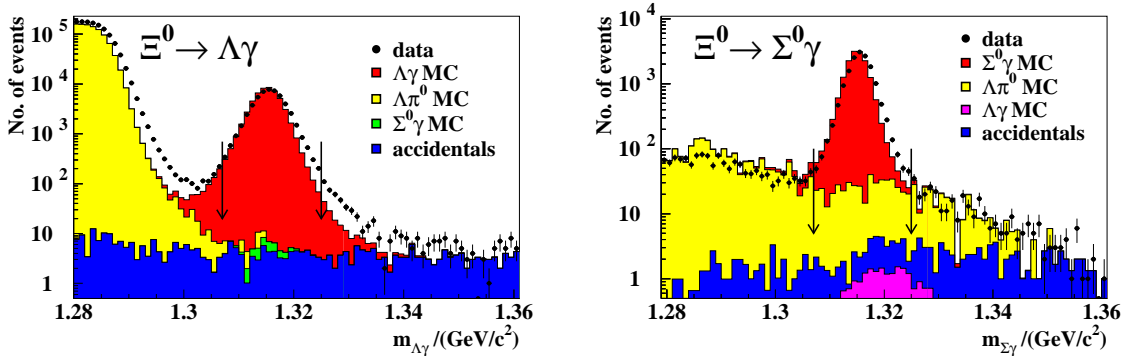 No. of events
10⁵
10⁴
10³
10²
10
1
Ξ⁰→ Λγ
data
Λγ MC
Λπ⁰ MC
Σ⁰γ MC
accidentals
1.28 1.3 1.32 1.34 1.36
m_Λγ /(GeV/c²)
No. of events
10⁴
10³
10²
10
1
Ξ⁰→ Σ⁰γ
data
Σ⁰γ MC
Λπ⁰ MC
Λγ MC
accidentals
1.28 1.3 1.32 1.34 1.36
m_Σγ /(GeV/c²)